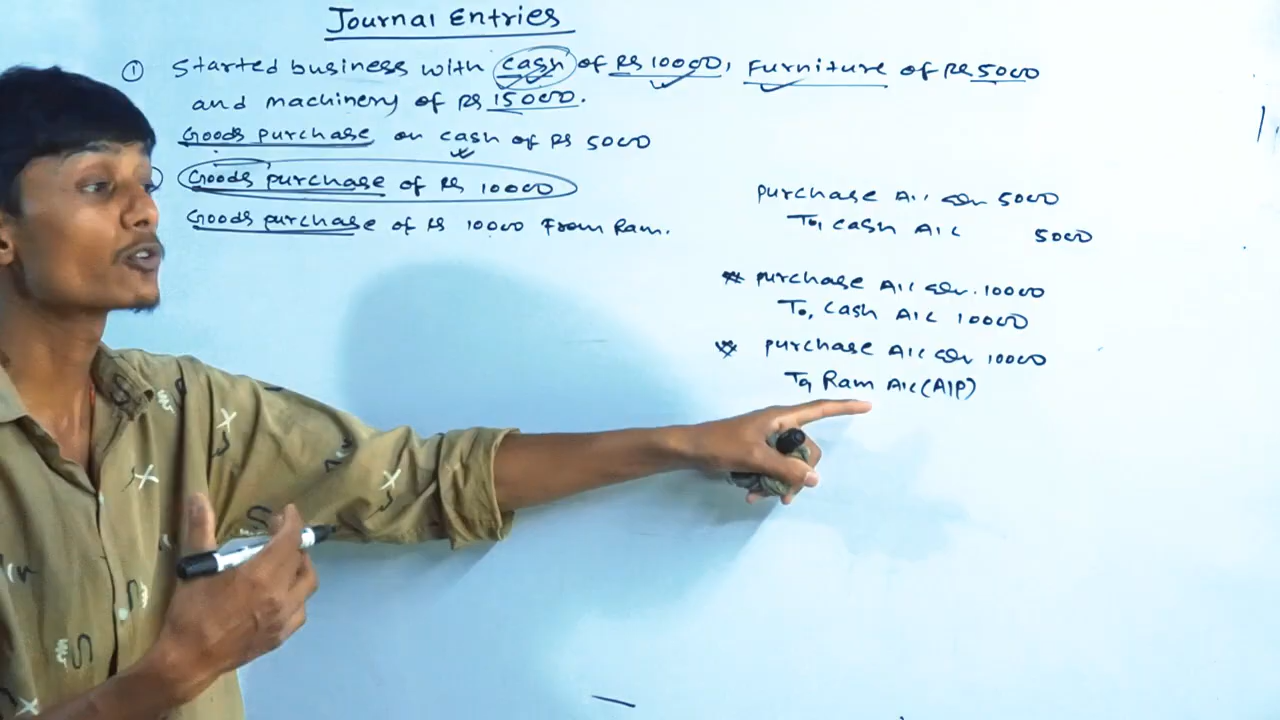 Journal Entries
① Started business with cash of Rs 10000, Furniture of Rs 5000
and machinery of Rs 15000.
Goods purchase on cash of Rs 5000
Goods purchase of Rs 10000
Goods purchase of Rs 10000 From Ram.
purchase A/c Dr 5000
To, cash A/c 5000
purchase A/c Dr. 10000
To, cash A/c 10000
purchase A/c Dr 10000
To, Ram A/c (A/P)